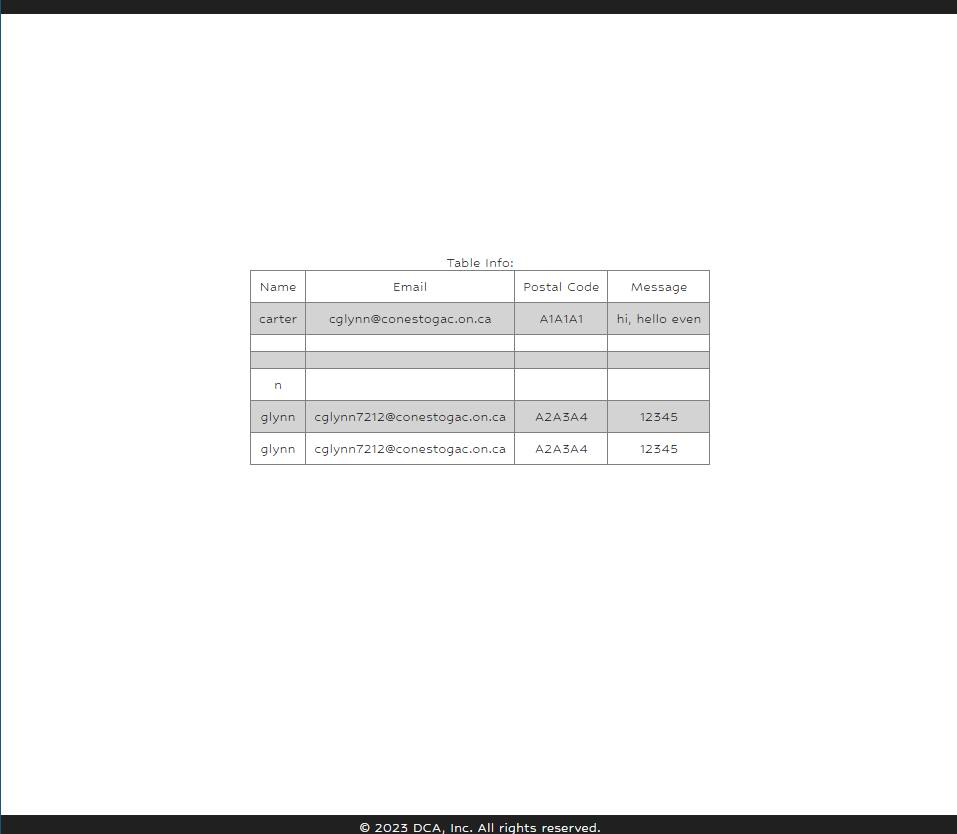 Table Info:
Name Email Postal Code Message
carter cglynn@conestogac.on.ca A1A1A1 hi, hello even
n
glynn cglynn7212@conestogac.on.ca A2A3A4 12345
glynn cglynn7212@conestogac.on.ca A2A3A4 12345
© 2023 DCA, Inc. All rights reserved.